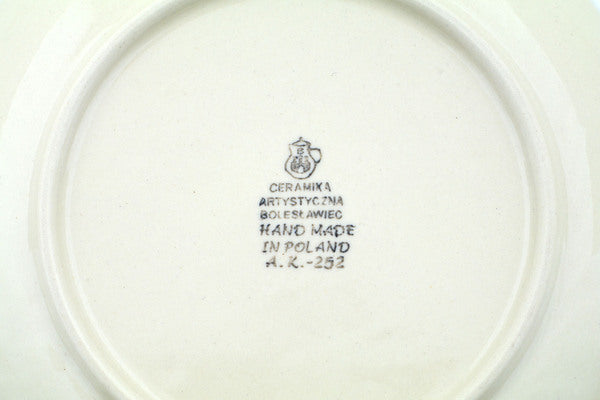 CERAMIKA
ARTYSTYCZNA
BOLESŁAWIEC
HAND MADE
IN POLAND
A.K.-252